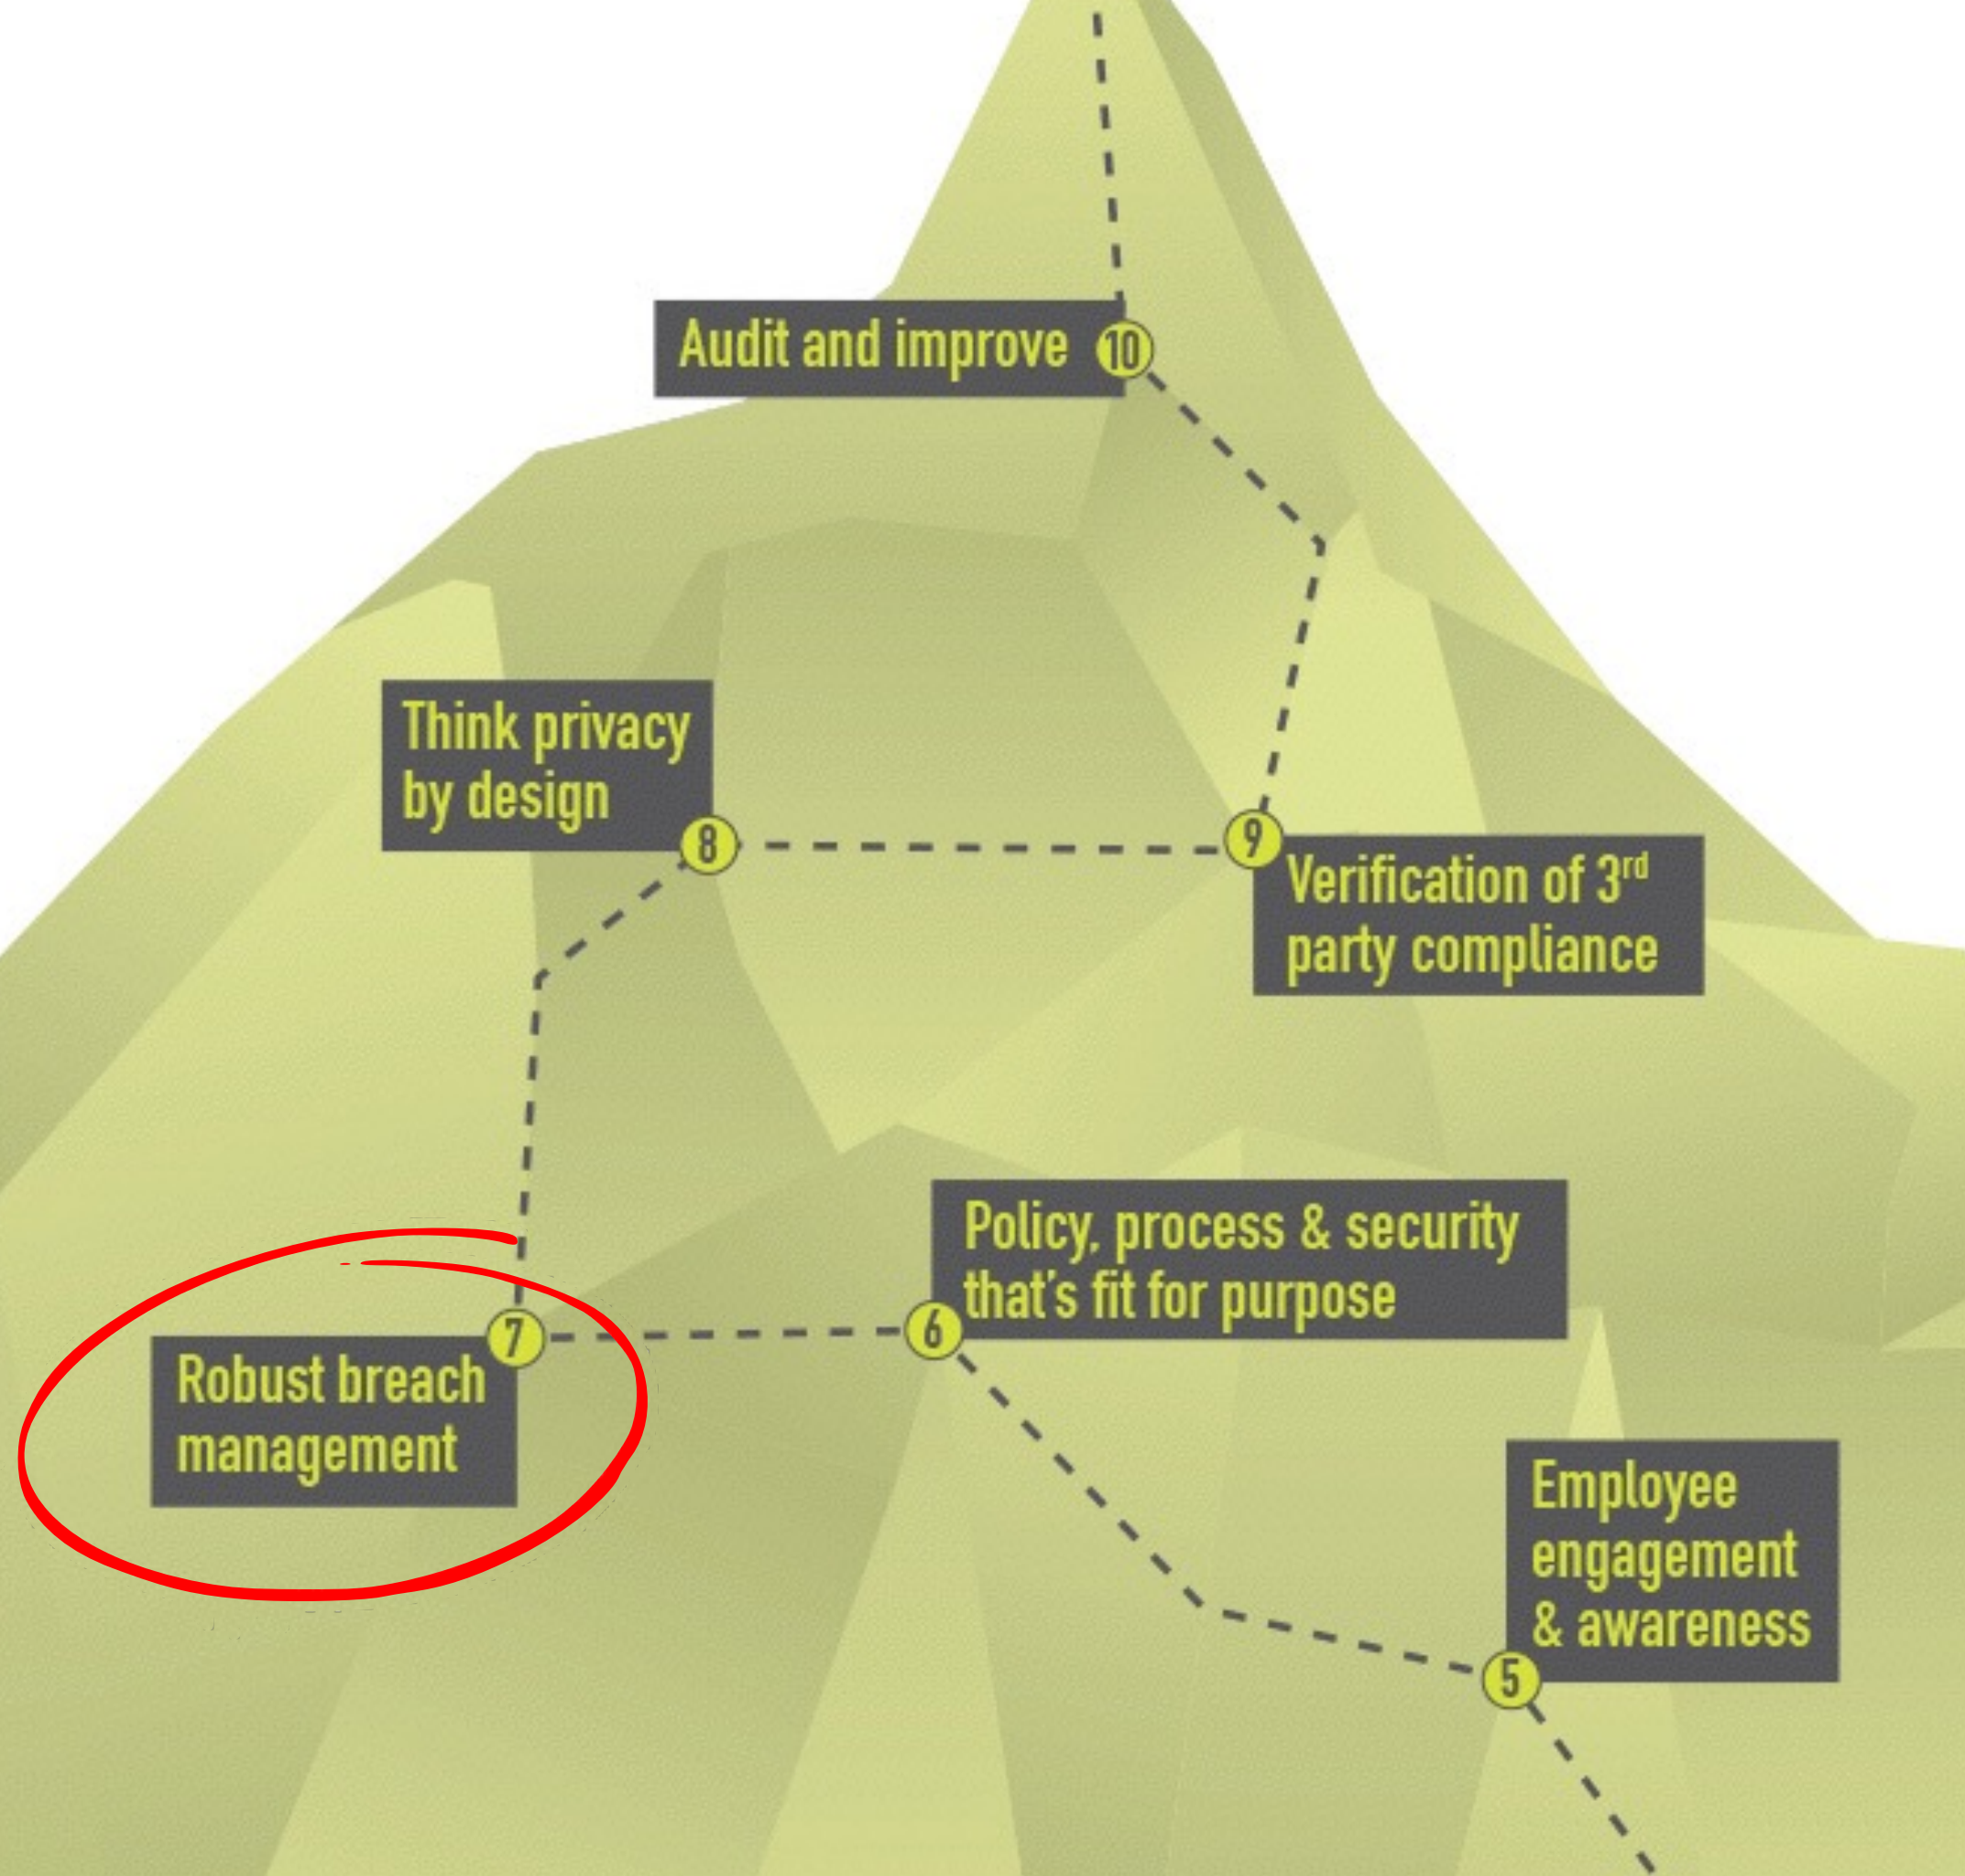 Audit and improve 10
Think privacy
by design
8
9
Verification of 3rd
party compliance
Policy, process & security
that's fit for purpose
6
7
Robust breach
management
Employee
engagement
& awareness
5